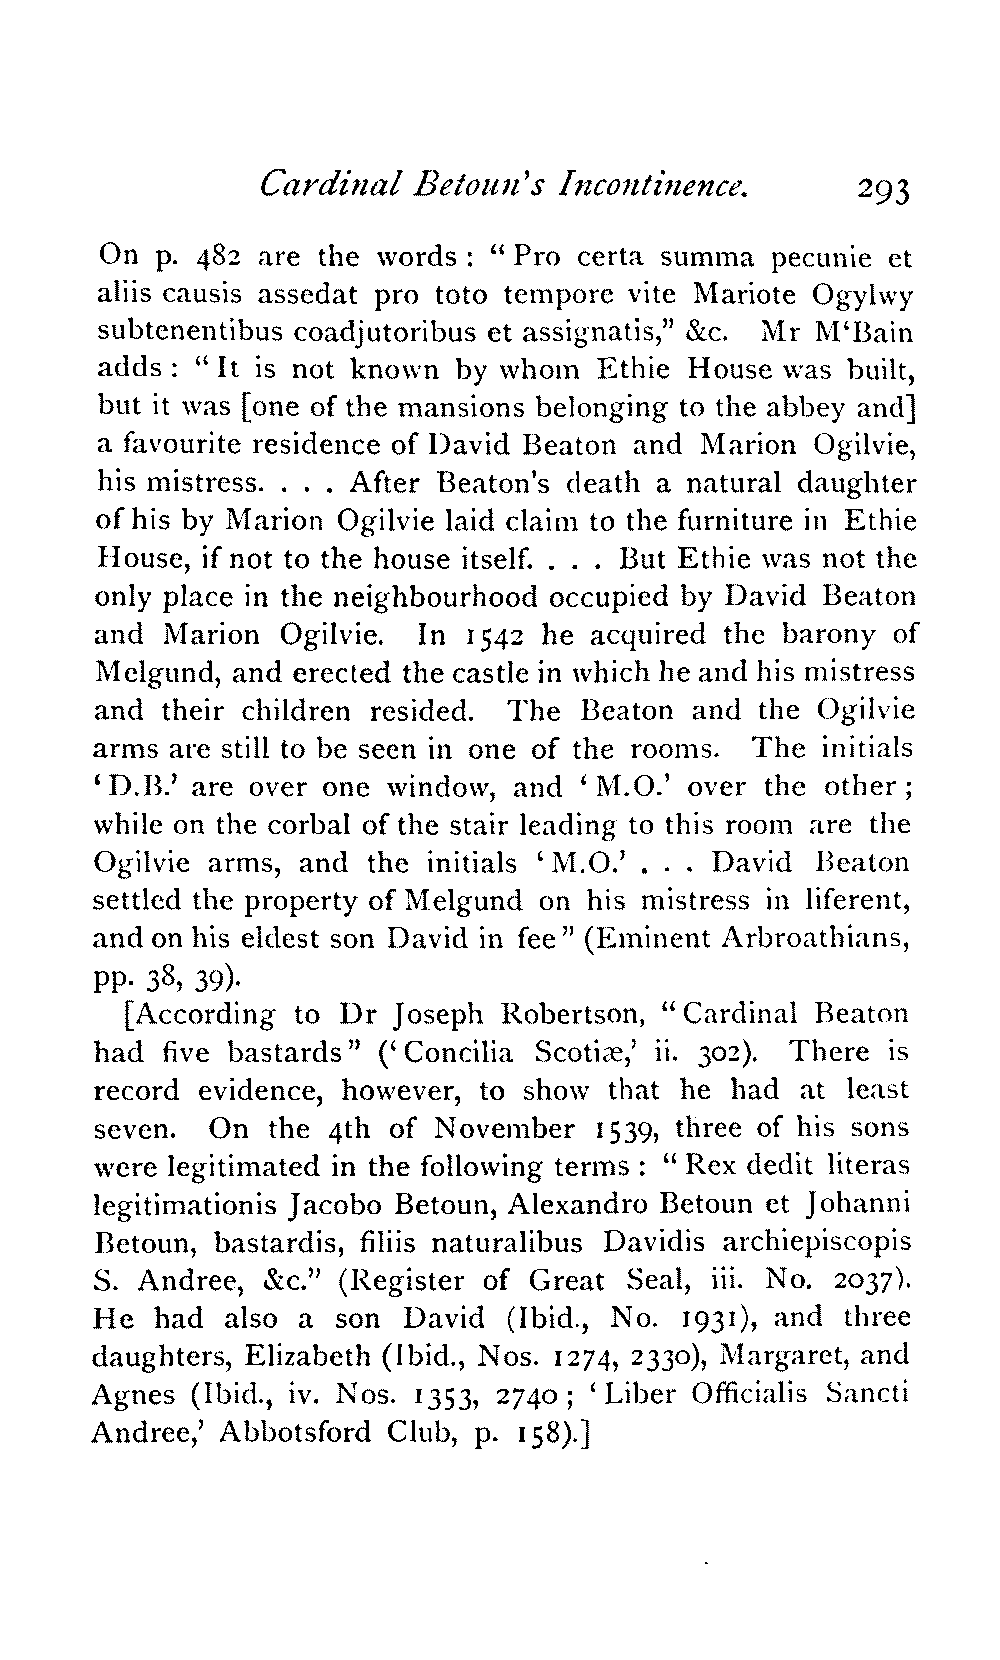 Cardinal Betoun's Incontinence. 293
On p. 482 are the words : “ Pro certa summa pecunie et
aliis causis assedat pro toto tempore vite Mariote Ogylwy
subtenentibus coadjutoribus et assignatis,” &c. Mr M‘Bain
adds : “ It is not known by whom Ethie House was built,
but it was [one of the mansions belonging to the abbey and]
a favourite residence of David Beaton and Marion Ogilvie,
his mistress. . . . After Beaton's death a natural daughter
of his by Marion Ogilvie laid claim to the furniture in Ethie
House, if not to the house itself. . . . But Ethie was not the
only place in the neighbourhood occupied by David Beaton
and Marion Ogilvie. In 1542 he acquired the barony of
Melgund, and erected the castle in which he and his mistress
and their children resided. The Beaton and the Ogilvie
arms are still to be seen in one of the rooms. The initials
‘ D.B.’ are over one window, and ‘ M.O.’ over the other ;
while on the corbal of the stair leading to this room are the
Ogilvie arms, and the initials ‘ M.O.’ . . . David Beaton
settled the property of Melgund on his mistress in liferent,
and on his eldest son David in fee ” (Eminent Arbroathians,
pp. 38, 39).
[According to Dr Joseph Robertson, “ Cardinal Beaton
had five bastards ” (‘ Concilia Scotiæ,’ ii. 302). There is
record evidence, however, to show that he had at least
seven. On the 4th of November 1539, three of his sons
were legitimated in the following terms : “ Rex dedit literas
legitimationis Jacobo Betoun, Alexandro Betoun et Johanni
Betoun, bastardis, filiis naturalibus Davidis archiepiscopis
S. Andree, &c.” (Register of Great Seal, iii. No. 2037).
He had also a son David (Ibid., No. 1931), and three
daughters, Elizabeth (Ibid., Nos. 1274, 2330), Margaret, and
Agnes (Ibid., iv. Nos. 1353, 2740 ; ‘ Liber Officialis Sancti
Andree,’ Abbotsford Club, p. 158).]